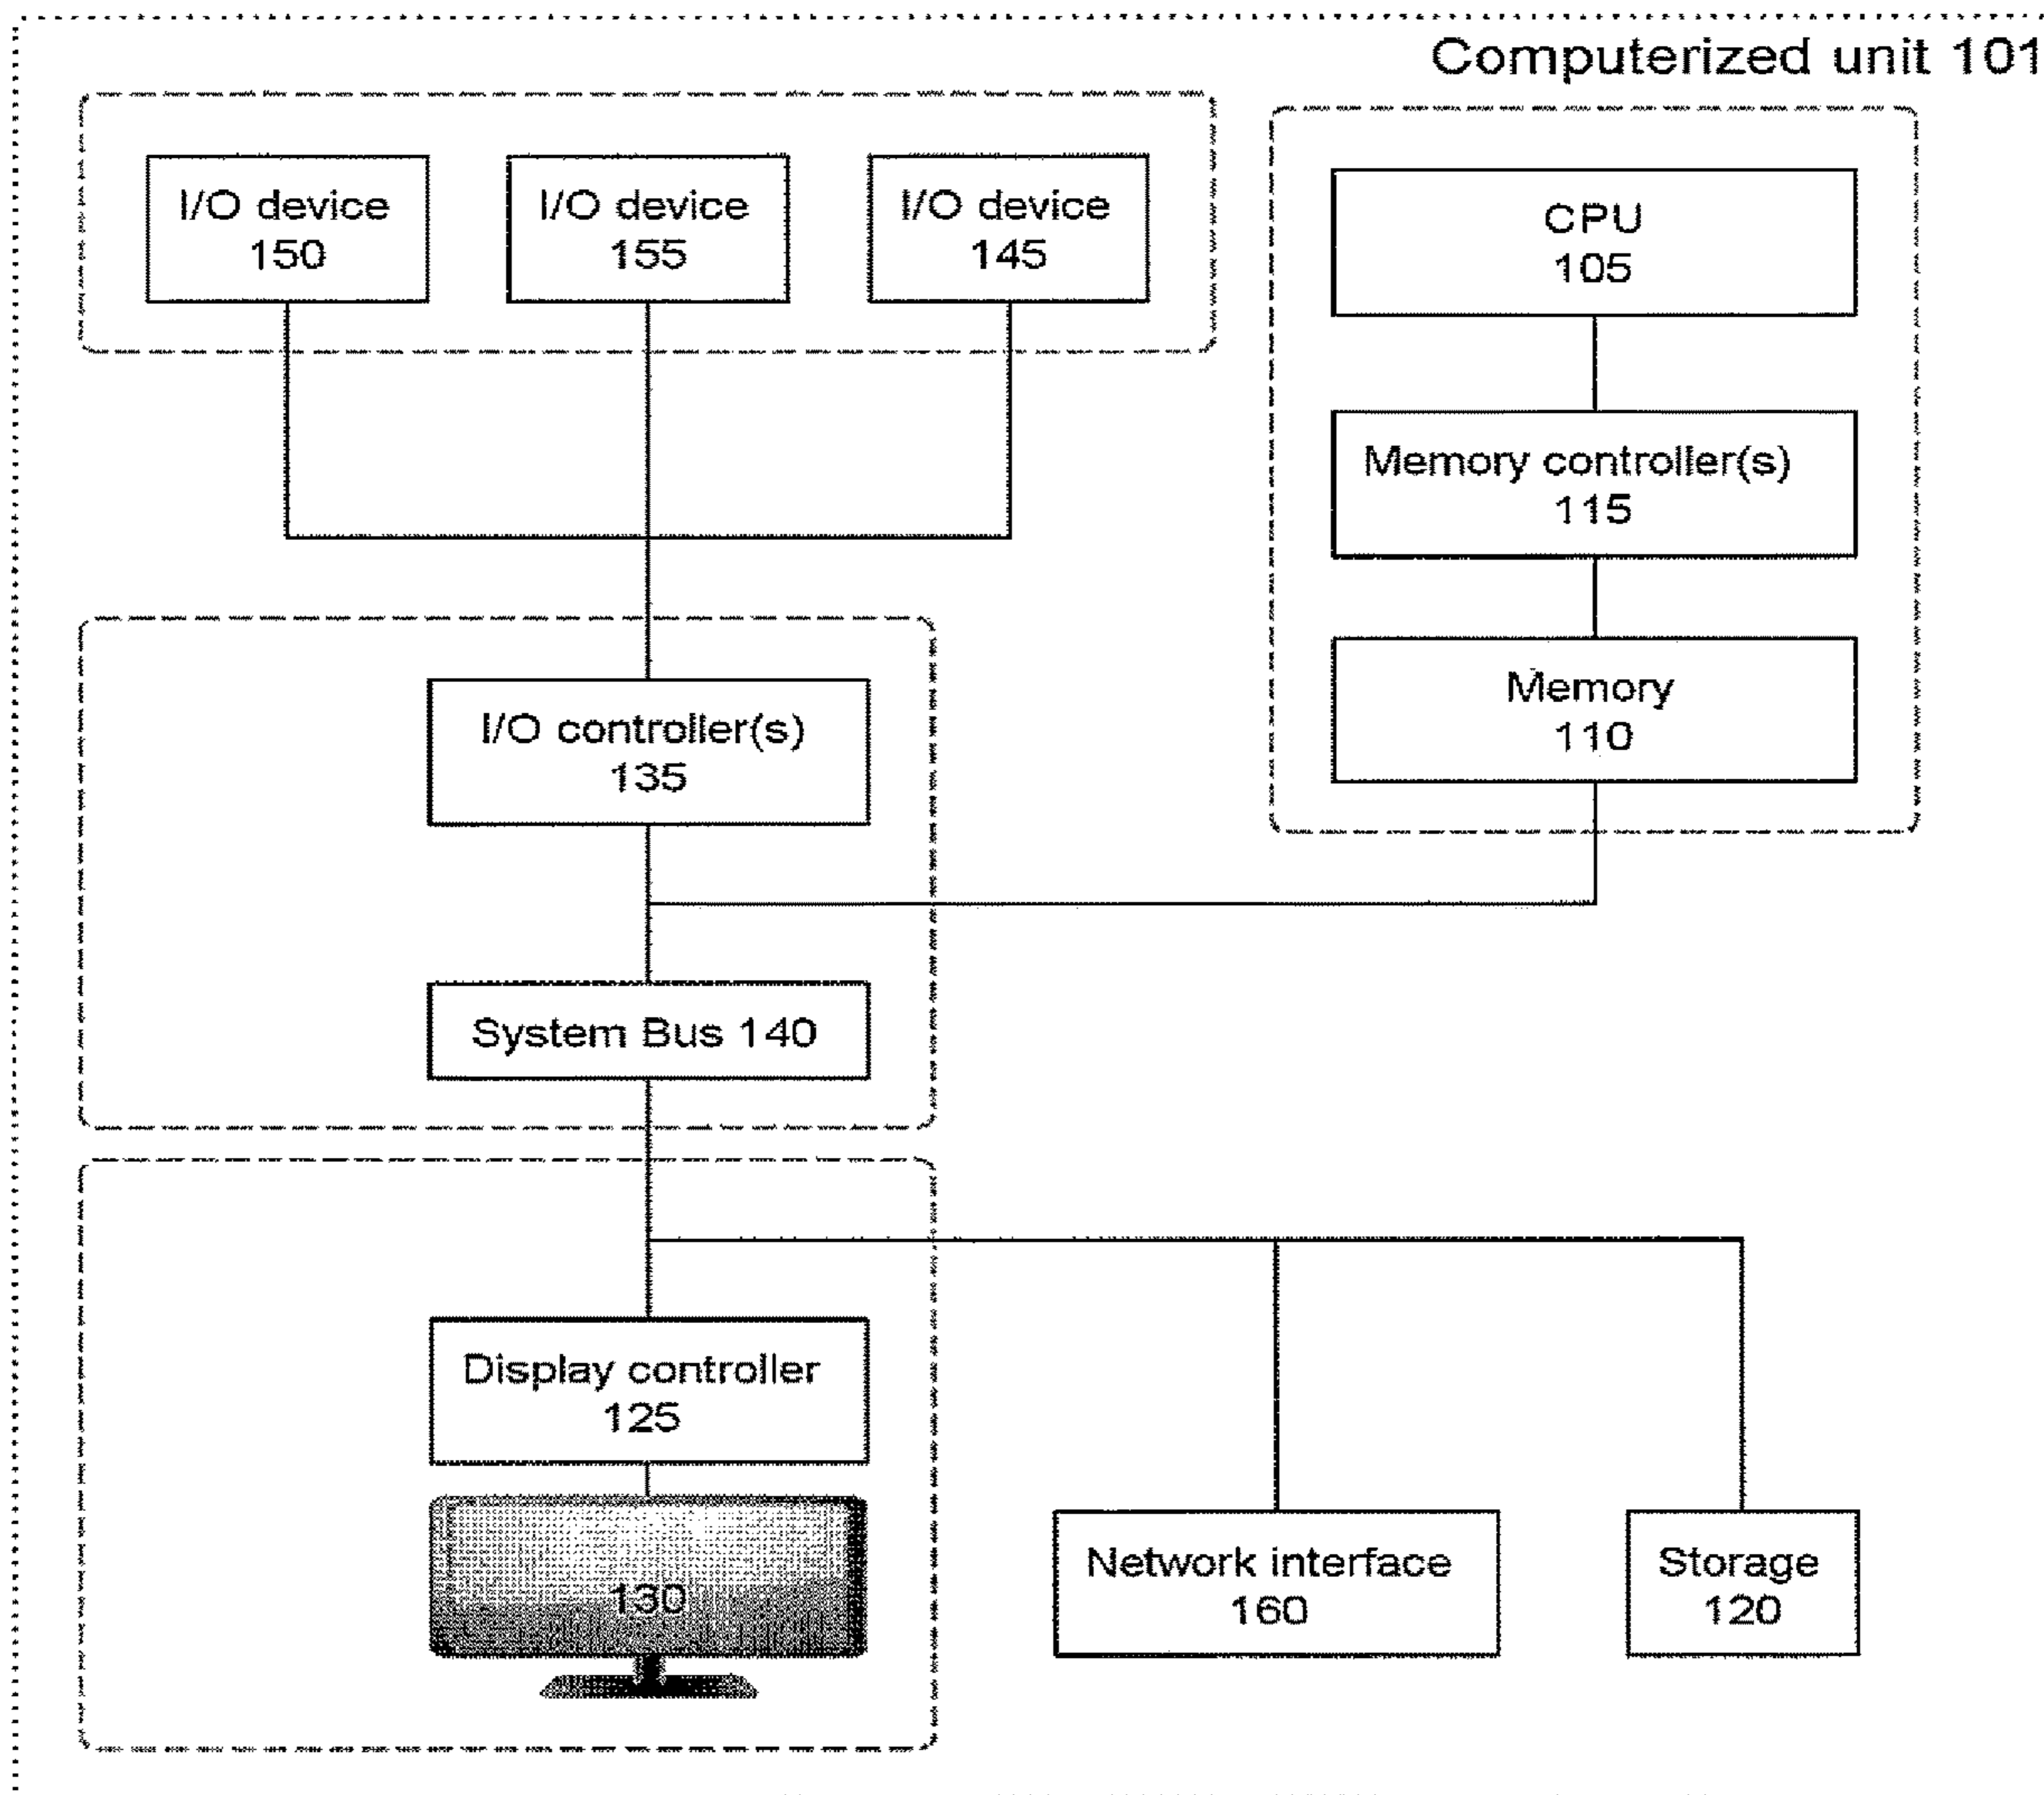 Computerized unit 101
I/O device
150
I/O device
155
I/O device
145
CPU
105
Memory controller(s)
115
Memory
110
I/O controller(s)
135
System Bus 140
Display controller
125
130
Network interface
160
Storage
120